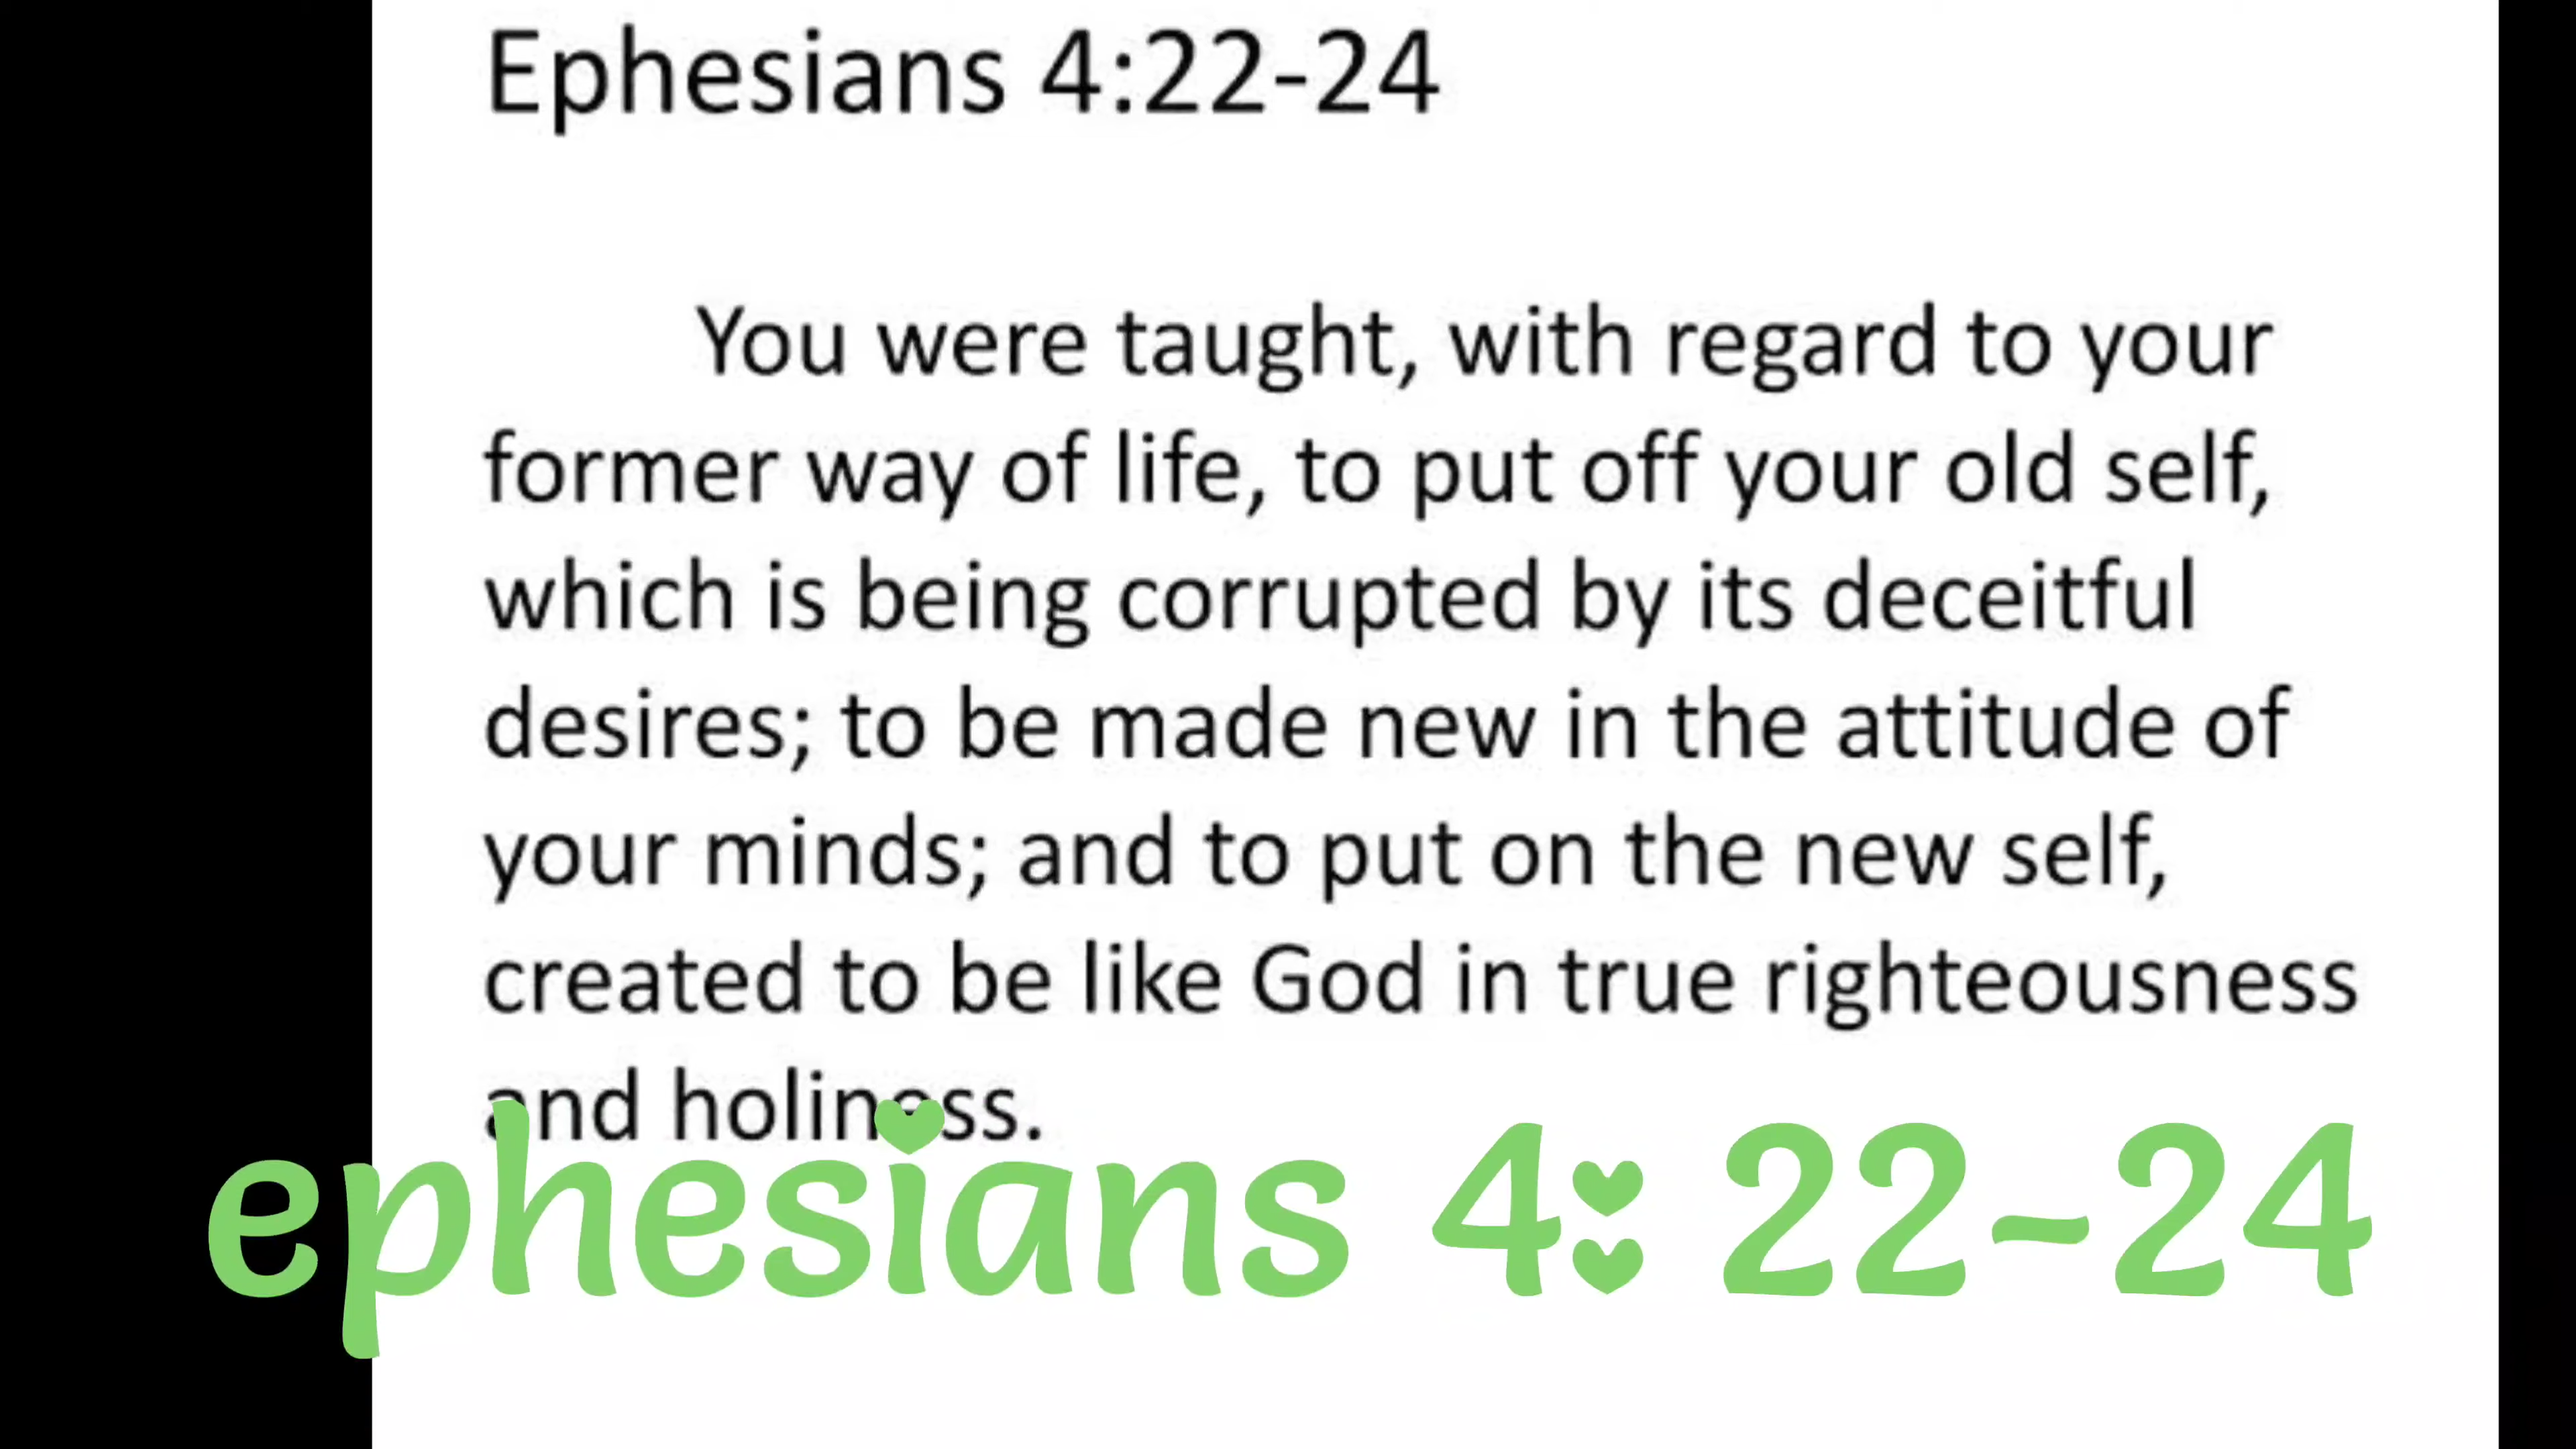 Ephesians 4:22-24
You were taught, with regard to your
former way of life, to put off your old self,
which is being corrupted by its deceitful
desires; to be made new in the attitude of
your minds; and to put on the new self,
created to be like God in true righteousness
and holiness.
ephesians 4: 22-24